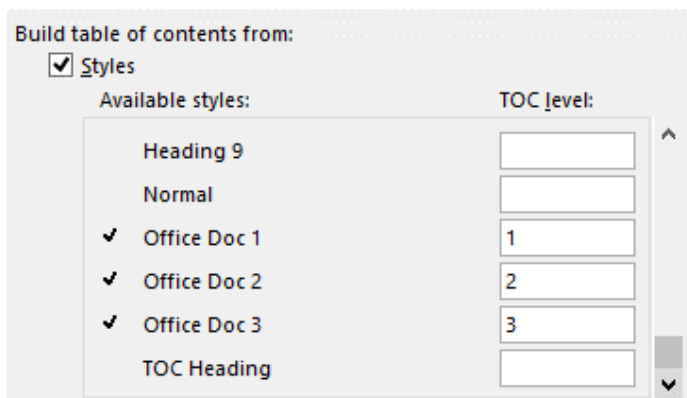 Build table of contents from:
Styles
Available styles: TOC level:
Heading 9
Normal
Office Doc 1 1
Office Doc 2 2
Office Doc 3 3
TOC Heading